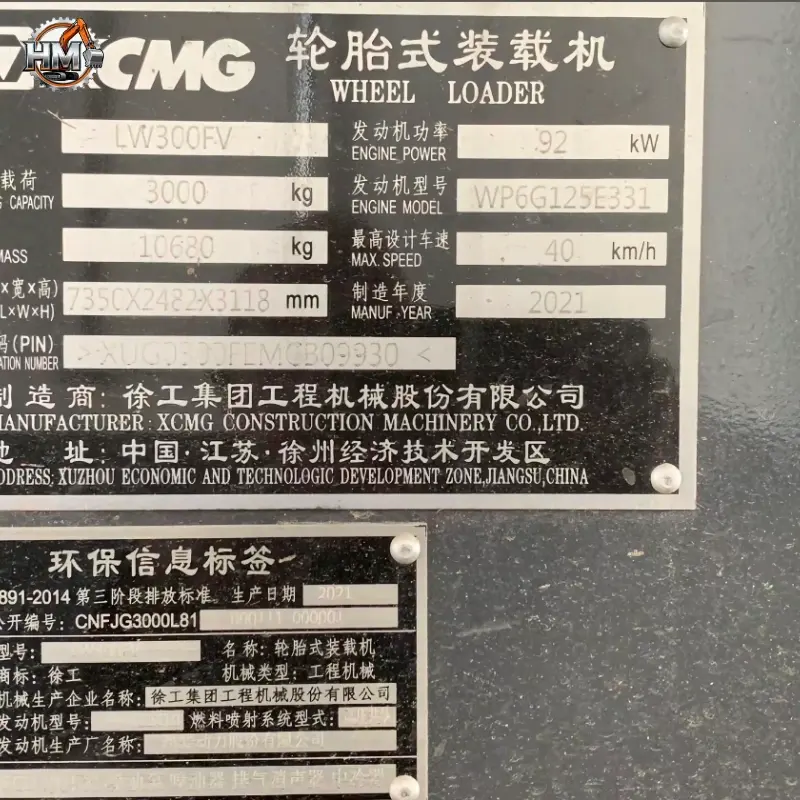 HM XCMG 轮胎式装载机
WHEEL LOADER
LW300FV 发动机功率 92 kW
ENGINE POWER
载荷 3000 kg 发动机型号 WP6G125E331
CAPACITY ENGINE MODEL
MASS 10680 kg 最高设计车速 40 km/h
MAX. SPEED
×宽×高) 7350X2482X3118 mm 制造年度 2021
L×W×H) MANUF .YEAR
码(PIN)
ATION NUMBER
制造商: 徐工集团工程机械股份有限公司
MANUFACTURER: XCMG CONSTRUCTION MACHINERY CO.,LTD.
地 址: 中国·江苏·徐州经济技术开发区
DDRESS: XUZHOU ECONOMIC AND TECHNOLOGIC DEVELOPMENT ZONE,JIANGSU,CHINA
环保信息标签
891-2014 第三阶段排放标准 生产日期 2021
公开编号: CNFJG3000L81
型号: 名称: 轮胎式装载机
商标: 徐工 机械类型: 工程机械
机械生产企业名称: 徐工集团工程机械股份有限公司
发动机型号: 燃料喷射系统型式:
发动机生产厂名称: